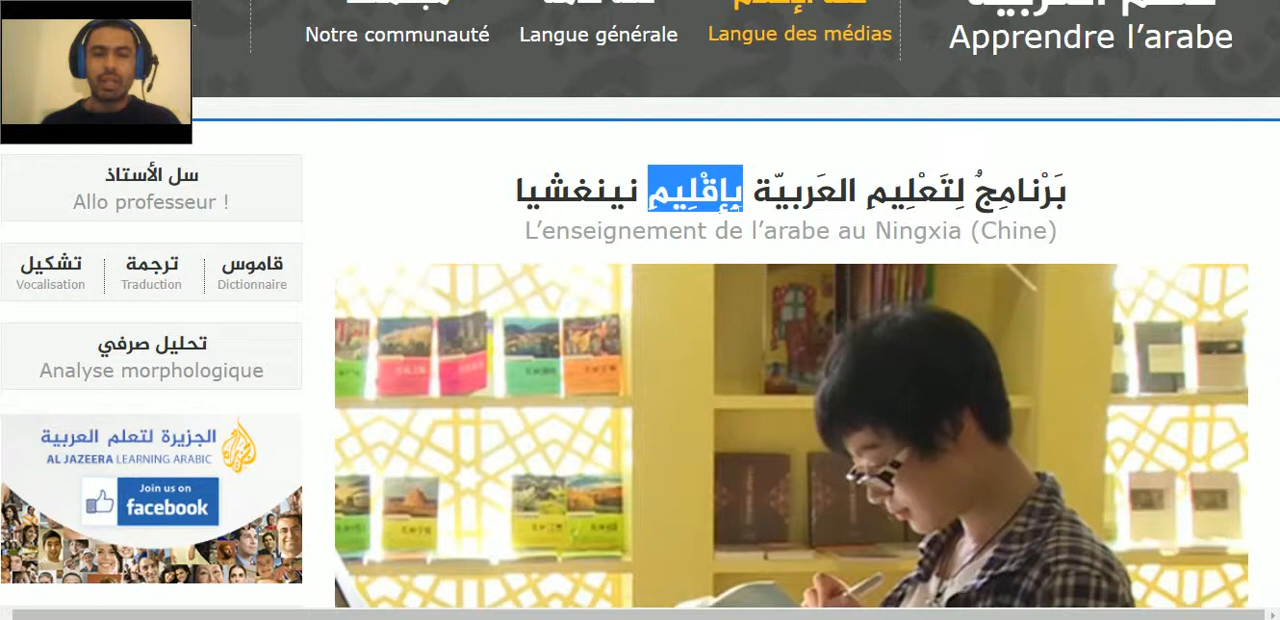 Notre communauté
Langue générale
Langue des médias
Apprendre l’arabe
سل الأستاذ
Allo professeur !
قاموس
ترجمة
تشكيل
Dictionnaire
Traduction
Vocalisation
تحليل صرفي
Analyse morphologique
الجزيرة لتعلم العربية
AL JAZEERA LEARNING ARABIC
Join us on
facebook
بَرْنامِجُ لِتَعْلِيمِ العَربيّة بِإِقْلِيمِ نينغشيا
L’enseignement de l’arabe au Ningxia (Chine)